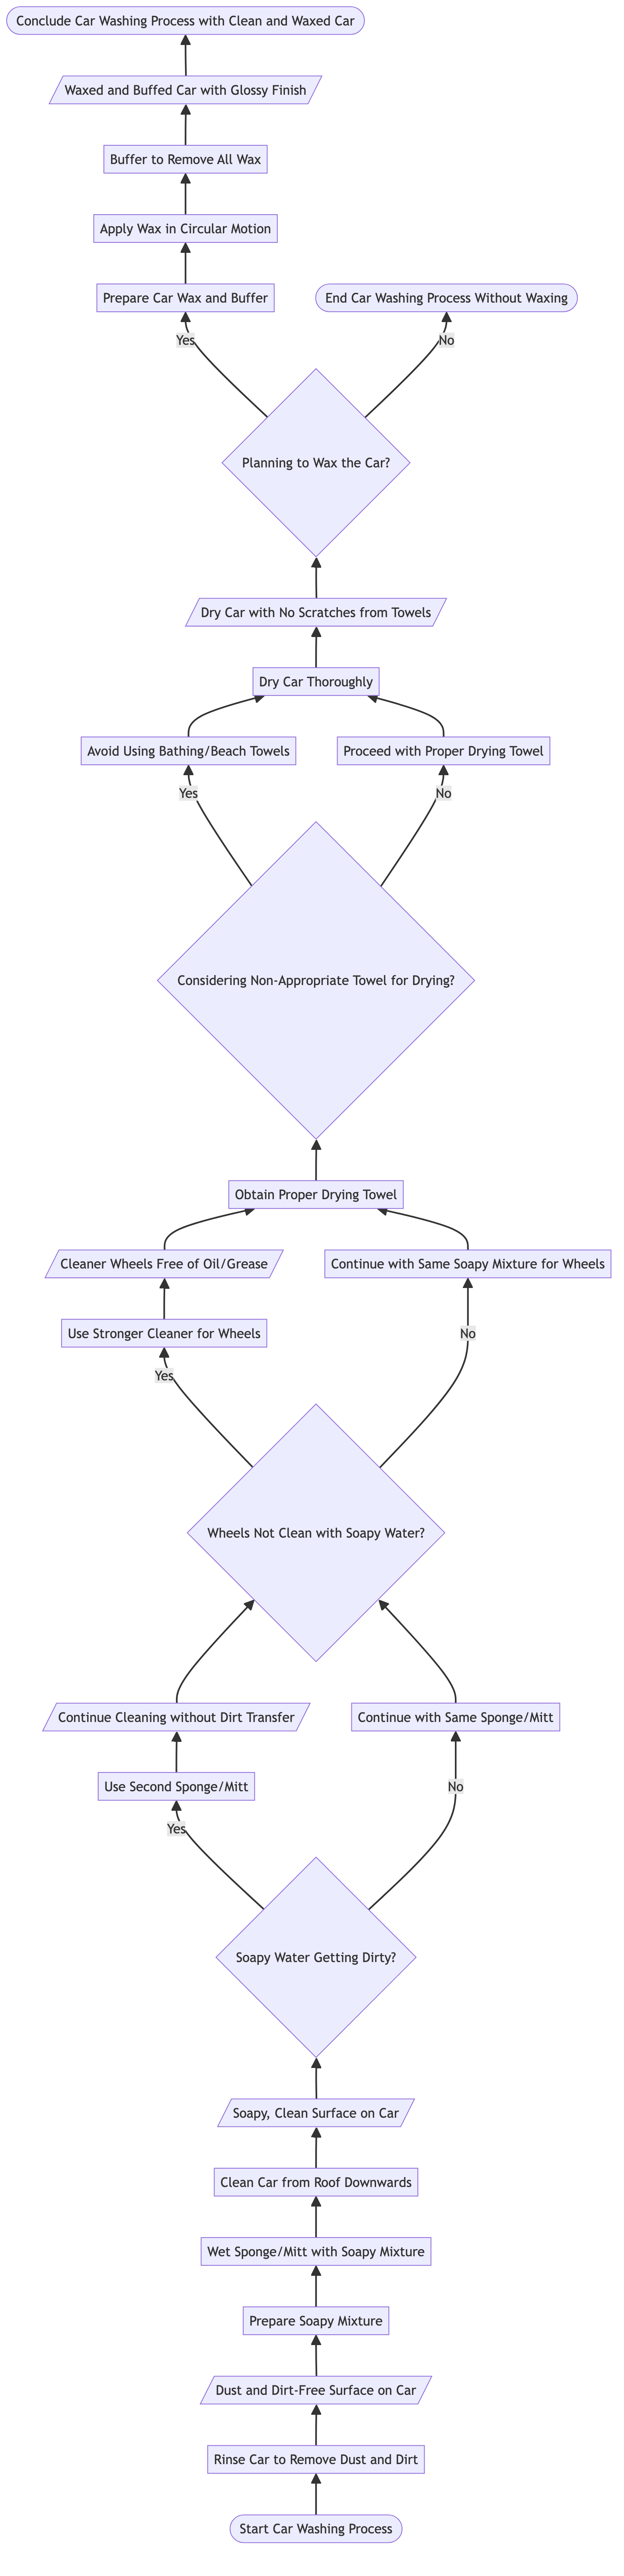 Conclude Car Washing Process with Clean and Waxed Car
Waxed and Buffed Car with Glossy Finish
Buffer to Remove All Wax
Apply Wax in Circular Motion
Prepare Car Wax and Buffer
End Car Washing Process Without Waxing
Yes
No
Planning to Wax the Car?
Dry Car with No Scratches from Towels
Dry Car Thoroughly
Avoid Using Bathing/Beach Towels
Proceed with Proper Drying Towel
Yes
No
Considering Non-Appropriate Towel for Drying?
Obtain Proper Drying Towel
Cleaner Wheels Free of Oil/Grease
Continue with Same Soapy Mixture for Wheels
Use Stronger Cleaner for Wheels
No
Yes
Wheels Not Clean with Soapy Water?
Continue Cleaning without Dirt Transfer
Continue with Same Sponge/Mitt
Use Second Sponge/Mitt
No
Yes
Soapy Water Getting Dirty?
Soapy, Clean Surface on Car
Clean Car from Roof Downwards
Wet Sponge/Mitt with Soapy Mixture
Prepare Soapy Mixture
Dust and Dirt-Free Surface on Car
Rinse Car to Remove Dust and Dirt
Start Car Washing Process